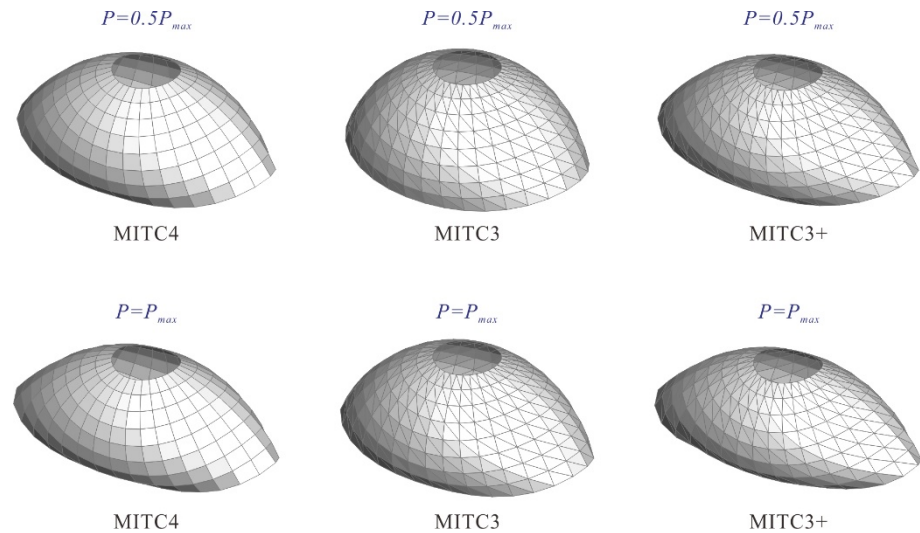 P=0.5Pmax P=0.5Pmax P=0.5Pmax
MITC4 MITC3 MITC3+
P=Pmax P=Pmax P=Pmax
MITC4 MITC3 MITC3+